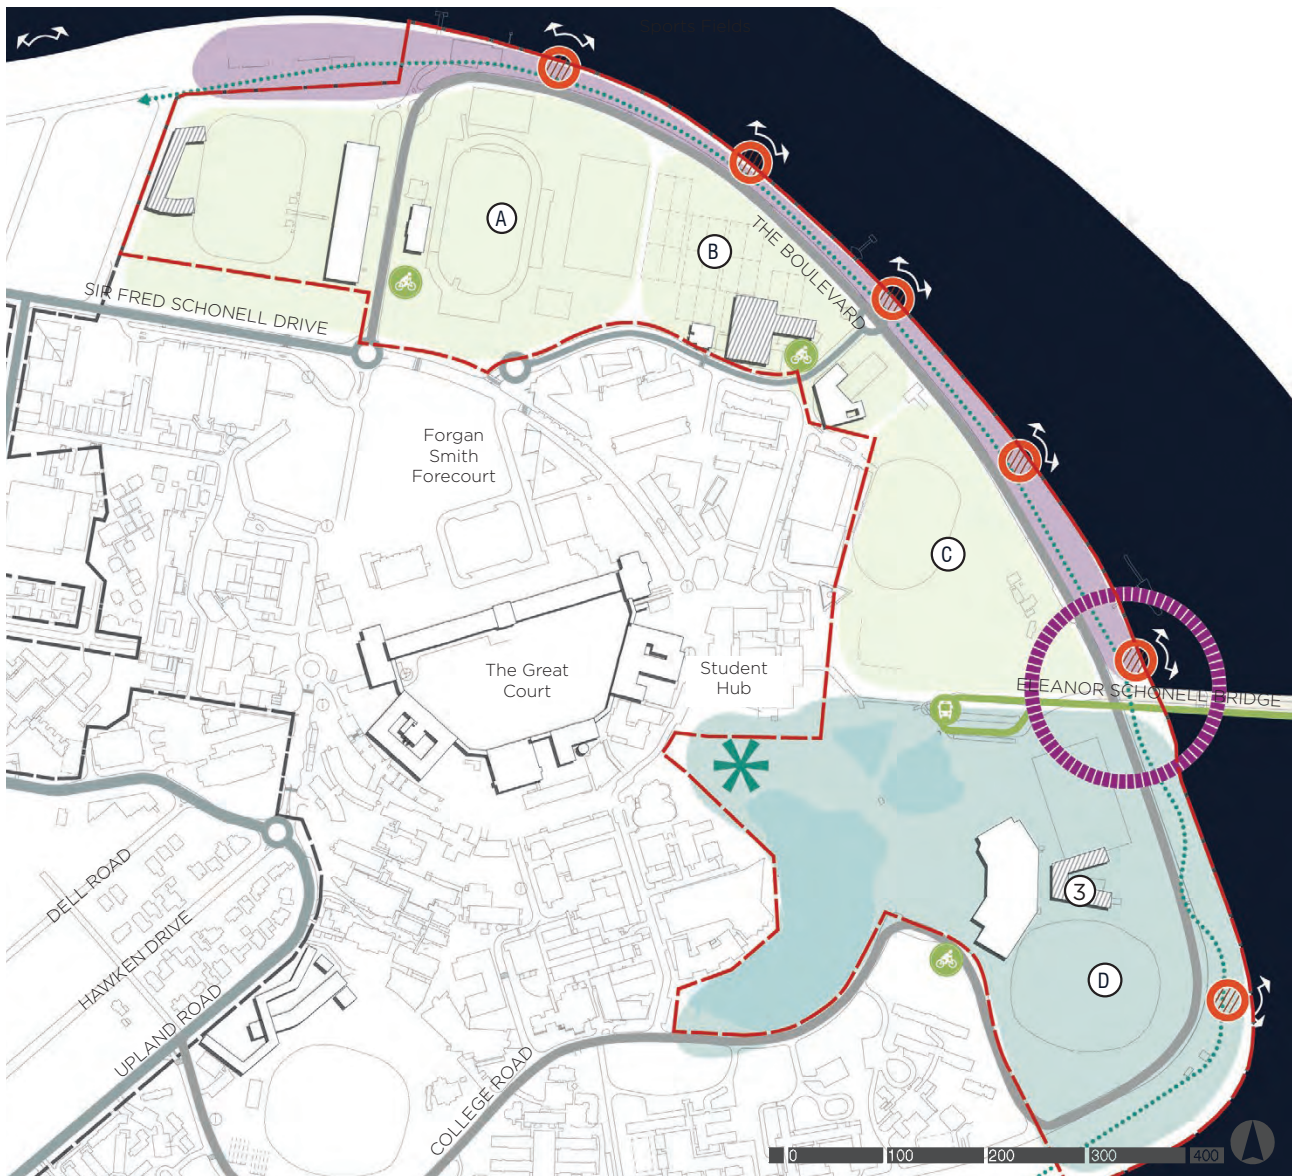 Sports Fields
A
B
THE BOULEVARD
SIR FRED SCHONELL DRIVE
Forgan
Smith
Forecourt
C
The Great
Court
Student
Hub
ELEANOR SCHONELL BRIDGE
3
D
DELL ROAD
HAWKEN DRIVE
UPLAND ROAD
COLLEGE ROAD
0 100 200 300 400